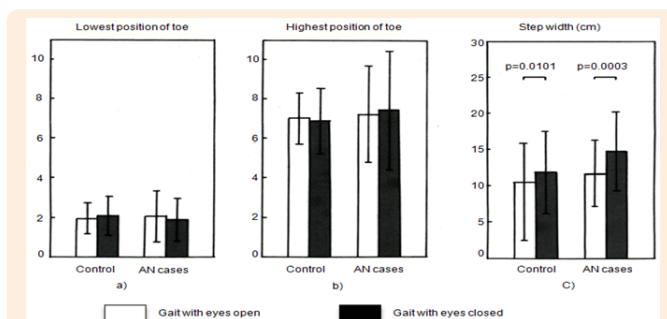 Lowest position of toe
Highest position of toe
Step width (cm)
10
8
6
4
2
0
Control
AN cases
a)
10
8
6
4
2
0
Control
AN cases
b)
30
25
20
15
10
5
0
p=0.0101
p=0.0003
Control
AN cases
C)
Gait with eyes open
Gait with eyes closed